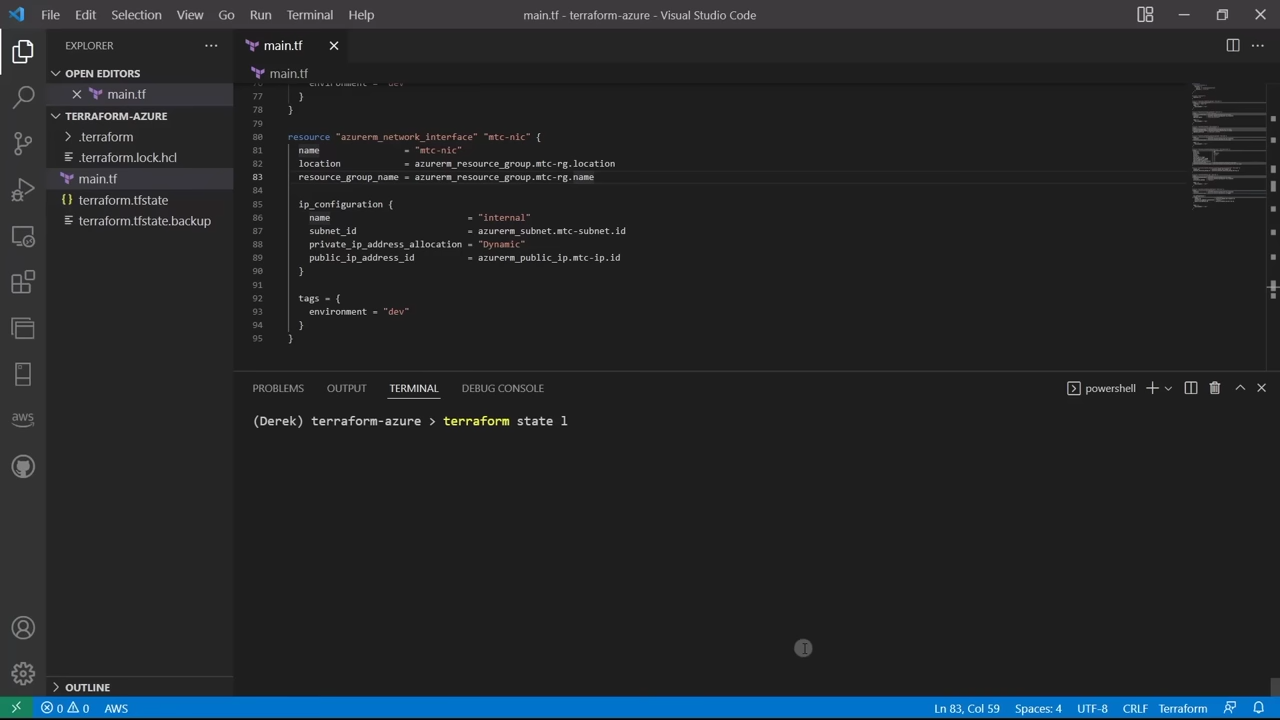 File Edit Selection View Go Run Terminal Help main.tf - terraform-azure - Visual Studio Code
EXPLORER
OPEN EDITORS
main.tf
TERRAFORM-AZURE
.terraform
.terraform.lock.hcl
main.tf
terraform.tfstate
terraform.tfstate.backup
OUTLINE
aws
main.tf
main.tf
76 environment = "dev"
77 }
78 }
79
80 resource "azurerm_network_interface" "mtc-nic" {
81 name = "mtc-nic"
82 location = azurerm_resource_group.mtc-rg.location
83 resource_group_name = azurerm_resource_group.mtc-rg.name
84
85 ip_configuration {
86 name = "internal"
87 subnet_id = azurerm_subnet.mtc-subnet.id
88 private_ip_address_allocation = "Dynamic"
89 public_ip_address_id = azurerm_public_ip.mtc-ip.id
90 }
91
92 tags = {
93 environment = "dev"
94 }
95 }
PROBLEMS OUTPUT TERMINAL DEBUG CONSOLE powershell
(Derek) terraform-azure > terraform state l
0 0 AWS Ln 83, Col 59 Spaces: 4 UTF-8 CRLF Terraform